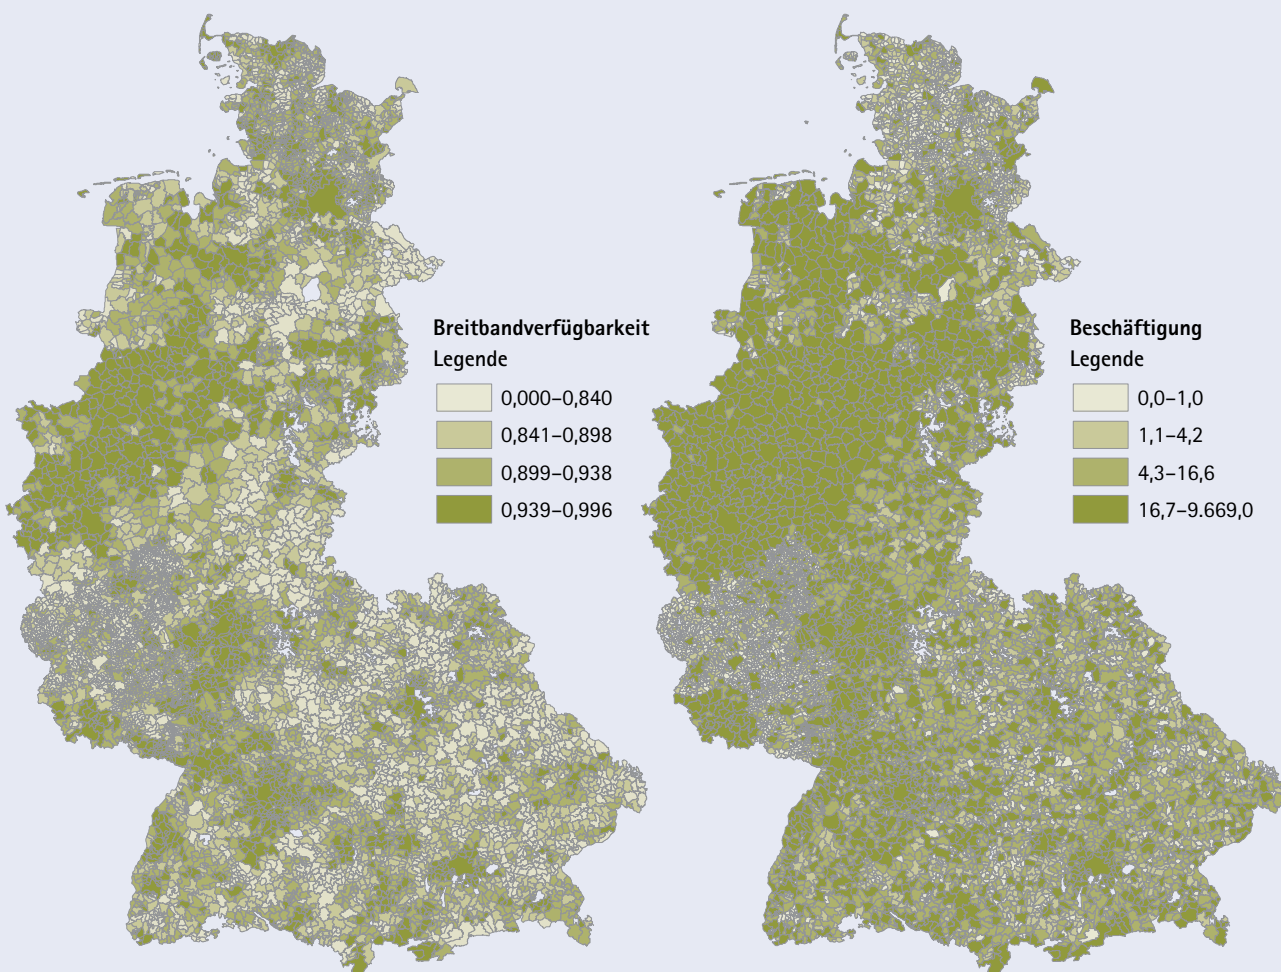 Breitbandverfügbarkeit
Legende
0,000–0,840
0,841–0,898
0,899–0,938
0,939–0,996
Beschäftigung
Legende
0,0–1,0
1,1–4,2
4,3–16,6
16,7–9.669,0